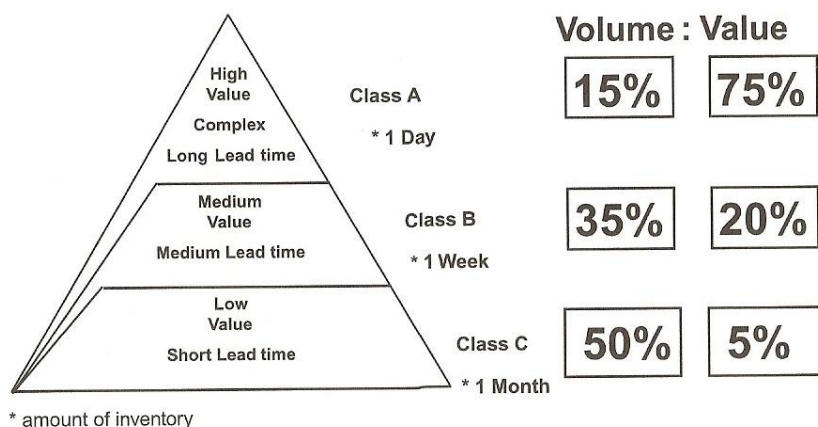 Volume : Value
High
Value
Complex
Long Lead time
Class A
* 1 Day
15%
75%
Medium
Value
Medium Lead time
Class B
* 1 Week
35%
20%
Low
Value
Short Lead time
Class C
* 1 Month
50%
5%
* amount of inventory